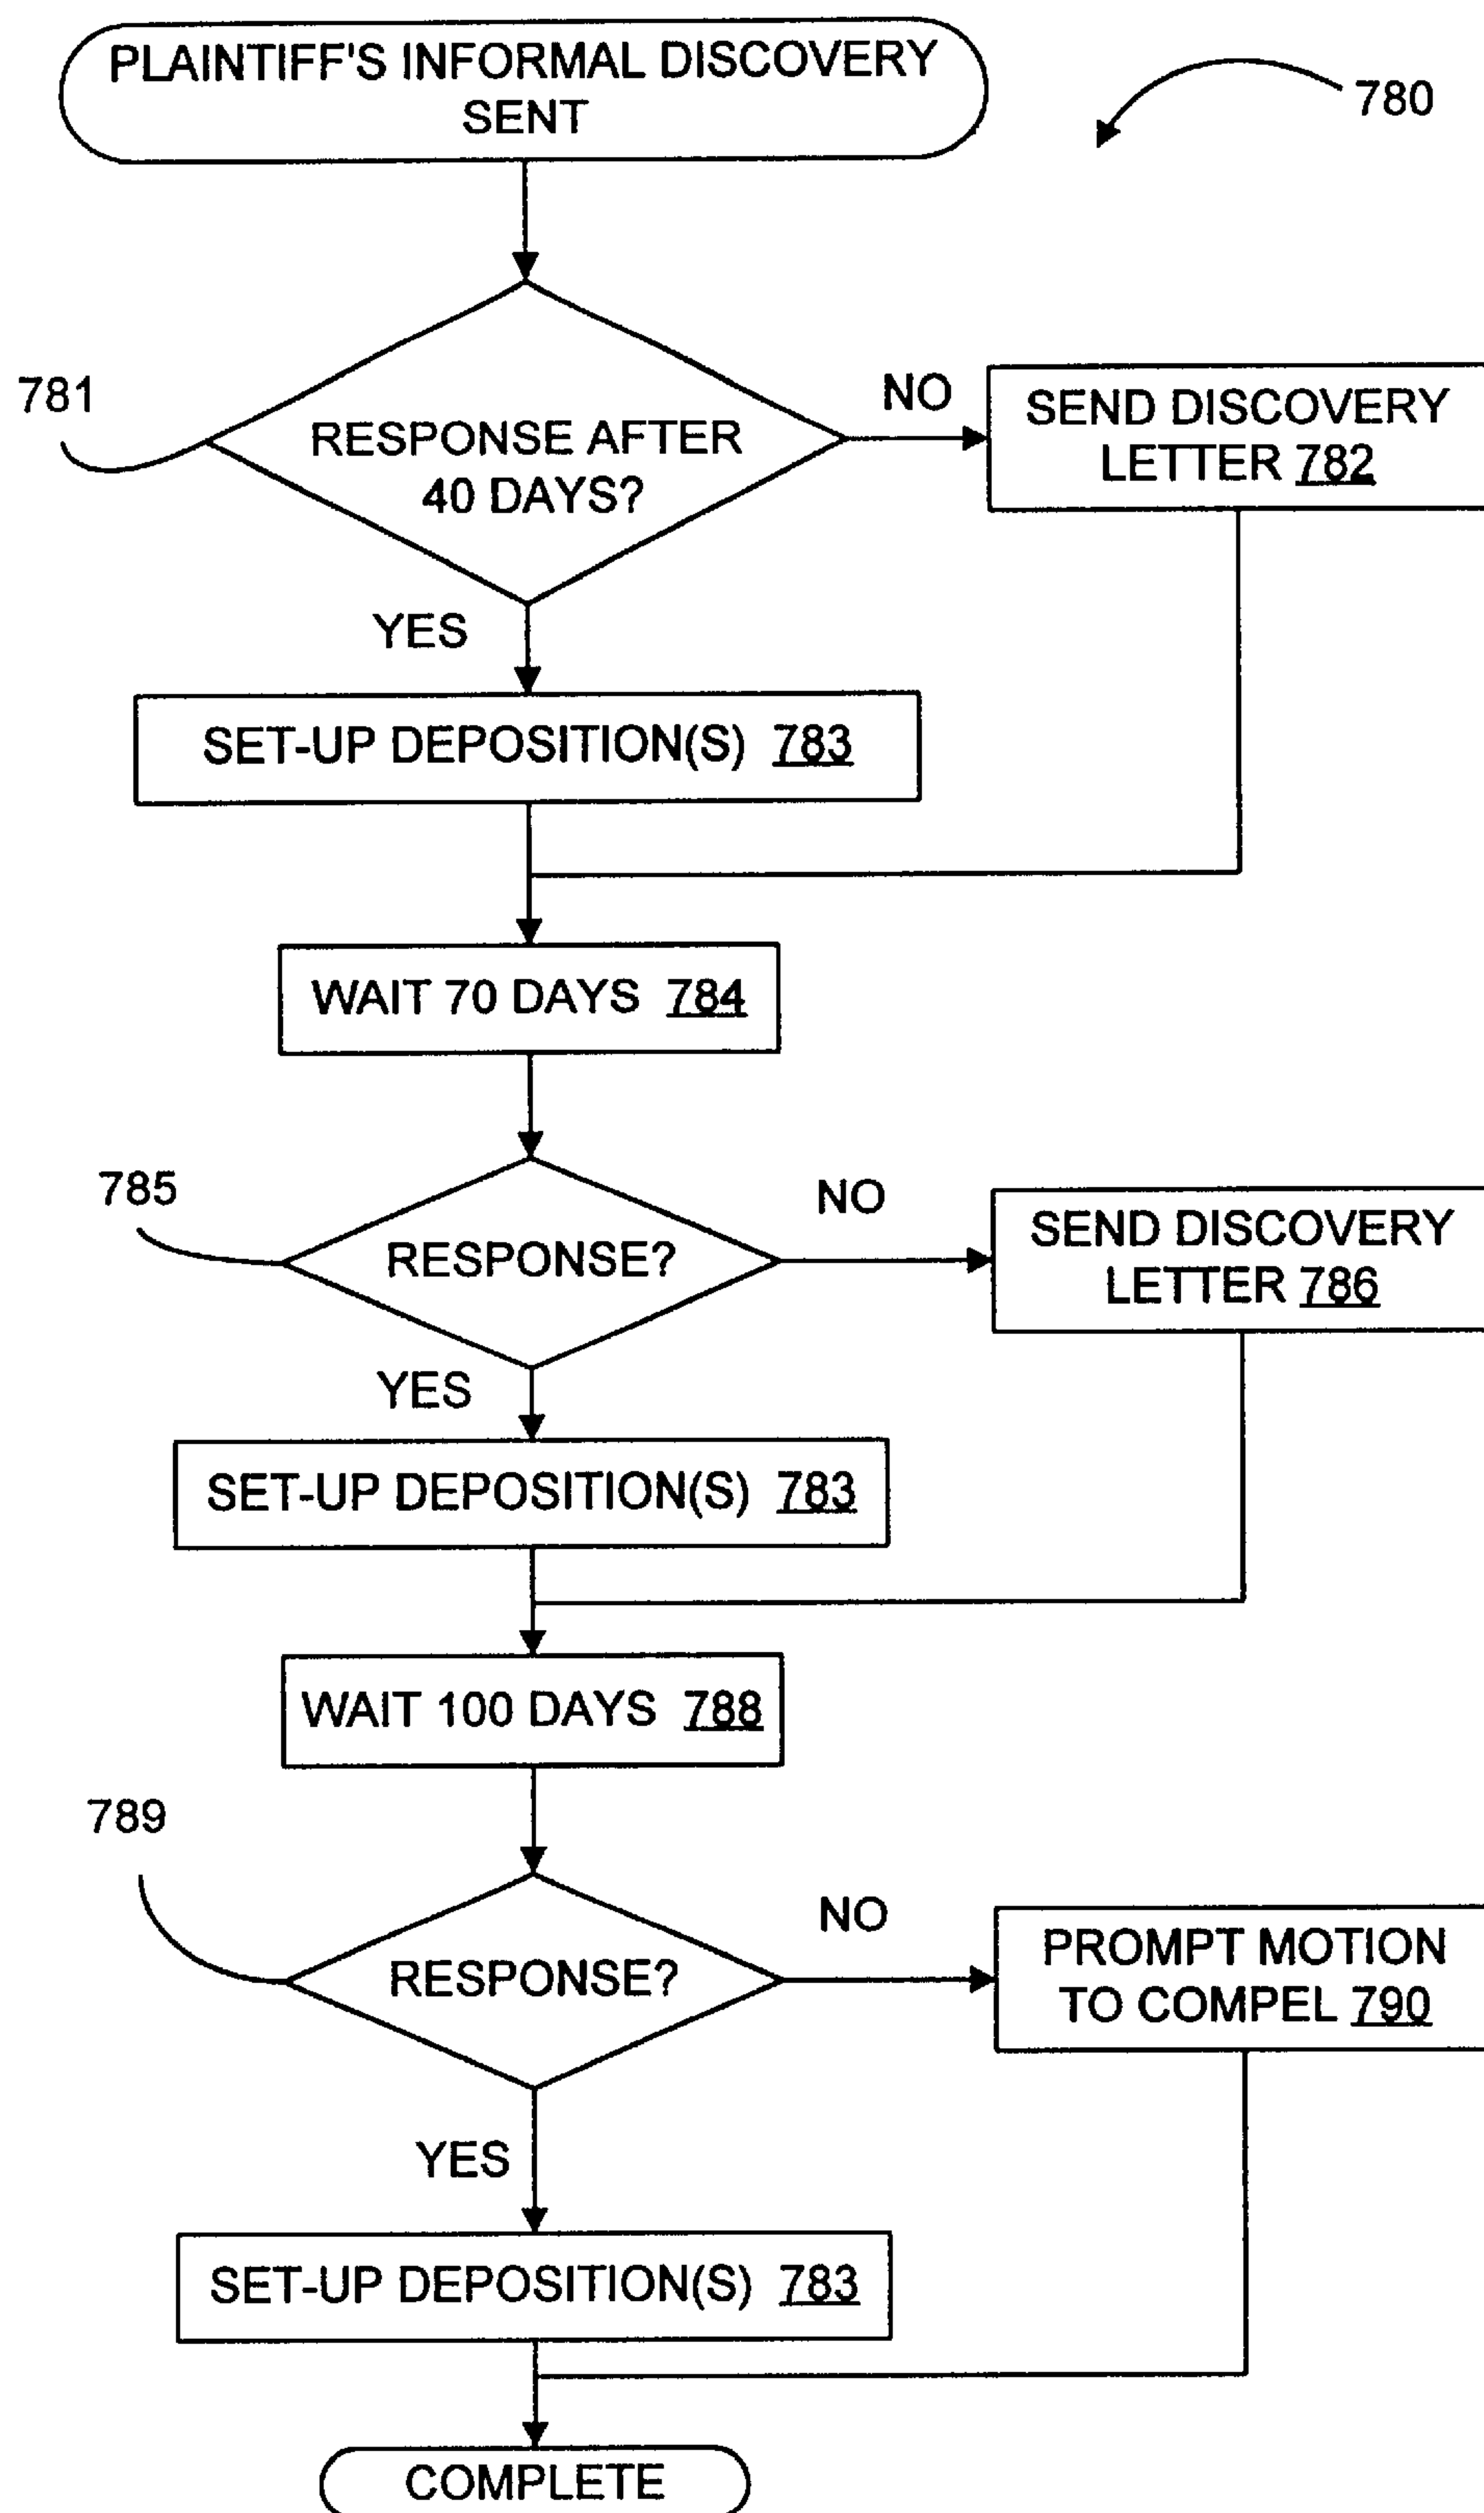 PLAINTIFF'S INFORMAL DISCOVERY
SENT
780
781
RESPONSE AFTER
40 DAYS?
NO
SEND DISCOVERY
LETTER 782
YES
SET-UP DEPOSITION(S) 783
WAIT 70 DAYS 784
785
RESPONSE?
NO
SEND DISCOVERY
LETTER 786
YES
SET-UP DEPOSITION(S) 783
WAIT 100 DAYS 788
789
RESPONSE?
NO
PROMPT MOTION
TO COMPEL 790
YES
SET-UP DEPOSITION(S) 783
COMPLETE